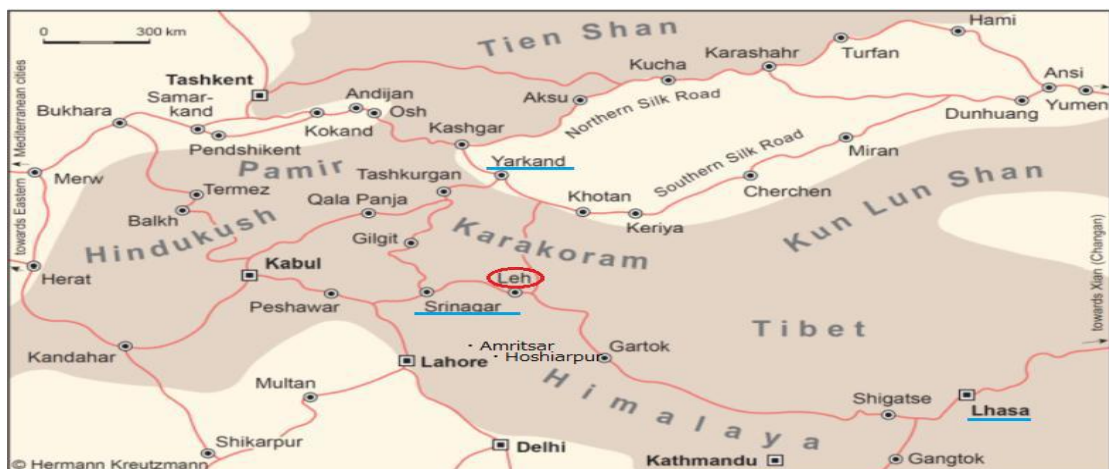 0 300 km
Tien Shan
Hami
Turfan
Karashahr
Kucha
Tashkent
Ansi
Yumen
Dunhuang
Aksu
Northern Silk Road
Bukhara
Samar-
kand
Andijan
Osh
Kokand
Kashgar
Pendshikent
towards Eastern Mediterranean cities
Merw
Pamir
Yarkand
Tashkurgan
Southern Silk Road
Miran
Cherchen
Termez
Balkh
Qala Panja
Khotan
Keriya
Kun Lun Shan
Hindukush
Gilgit
Karakoram
Herat
Kabul
Leh
Peshawar
Srinagar
Tibet
towards Xian (Changan)
Kandahar
Amritsar
Hoshiarpur
Lahore
Gartok
Himalaya
Multan
Shigatse
Lhasa
Shikarpur
Delhi
Kathmandu
Gangtok
© Hermann Kreutzmann